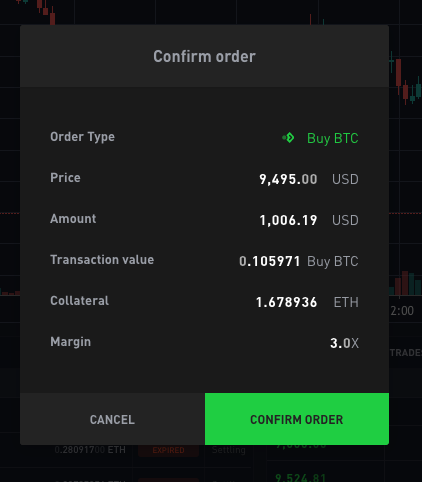 Confirm order
Order Type Buy BTC
Price 9,495.00 USD
Amount 1,006.19 USD
Transaction value 0.105971 Buy BTC
Collateral 1.678936 ETH
Margin 3.0X
2:00
TRADE
CANCEL CONFIRM ORDER
0.280917 ETH EXPIRED Settling
9,524.81